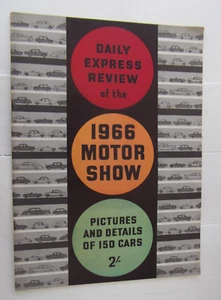 DAILY
EXPRESS
REVIEW
of the
1966
MOTOR
SHOW
PICTURES
AND DETAILS
OF 150 CARS
2/-